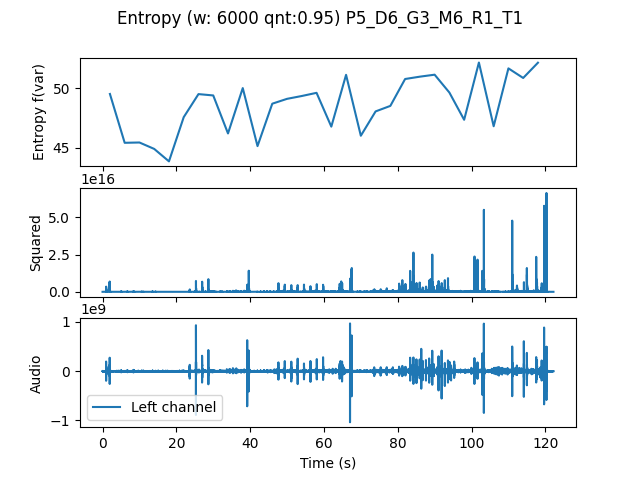 Entropy (w: 6000 qnt:0.95) P5_D6_G3_M6_R1_T1
Entropy f(var)
50
45
1e16
Squared
5.0
2.5
0.0
1e9
Audio
1
0
−1
Left channel
0 20 40 60 80 100 120
Time (s)